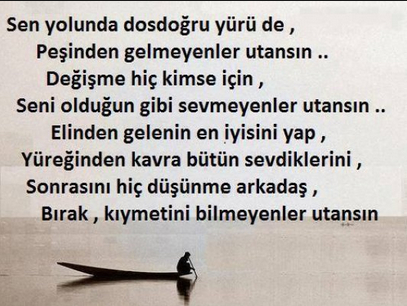 Sen yolunda dosdoğru yürü de ,
Peşinden gelmeyenler utansın ..
Değişme hiç kimse için ,
Seni olduğun gibi sevmeyenler utansın ..
Elinden gelenin en iyisini yap ,
Yüreğinden kavra bütün sevdiklerini ,
Sonrasını hiç düşünme arkadaş ,
Bırak , kıymetini bilmeyenler utansın